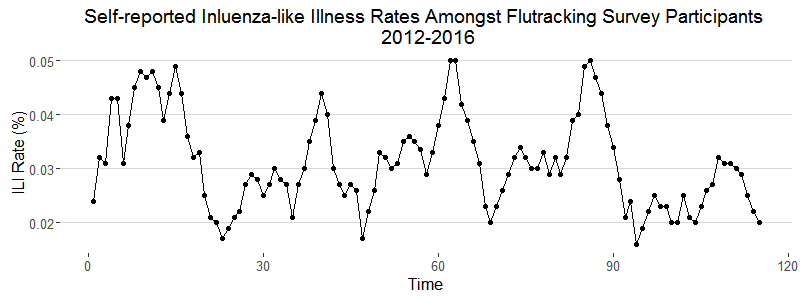 Self-reported Inluenza-like Illness Rates Amongst Flutracking Survey Participants
2012-2016
ILI Rate (%)
0.05
0.04
0.03
0.02
0 30 60 90 120
Time